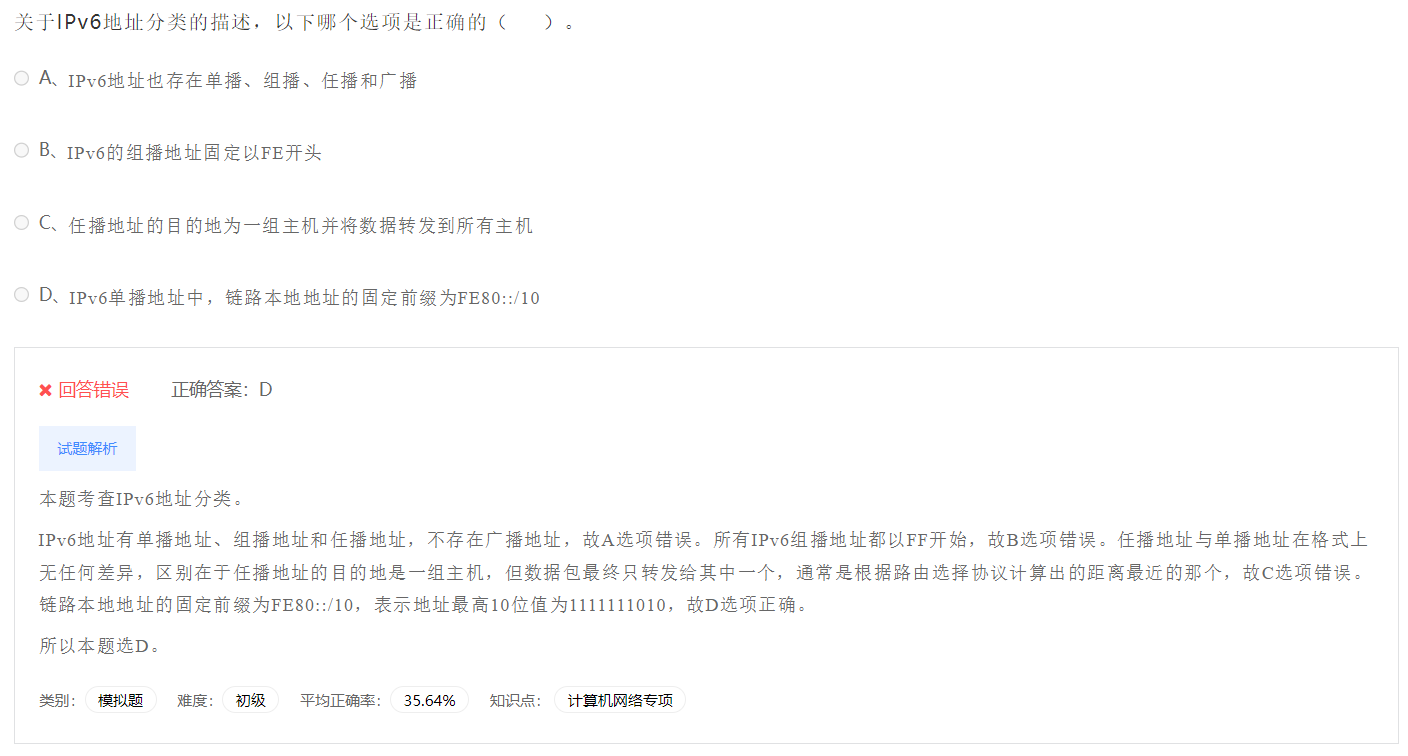 关于IPv6地址分类的描述，以下哪个选项是正确的（　　）。
A、IPv6地址也存在单播、组播、任播和广播
B、IPv6的组播地址固定以FE开头
C、任播地址的目的地为一组主机并将数据转发到所有主机
D、IPv6单播地址中，链路本地地址的固定前缀为FE80::/10
回答错误 正确答案：D
试题解析
本题考查IPv6地址分类。
IPv6地址有单播地址、组播地址和任播地址，不存在广播地址，故A选项错误。所有IPv6组播地址都以FF开始，故B选项错误。任播地址与单播地址在格式上
无任何差异，区别在于任播地址的目的地是一组主机，但数据包最终只转发给其中一个，通常是根据路由选择协议计算出的距离最近的那个，故C选项错误。
链路本地地址的固定前缀为FE80::/10，表示地址最高10位值为1111111010，故D选项正确。
所以本题选D。
类别： 模拟题 难度： 初级 平均正确率： 35.64% 知识点： 计算机网络专项